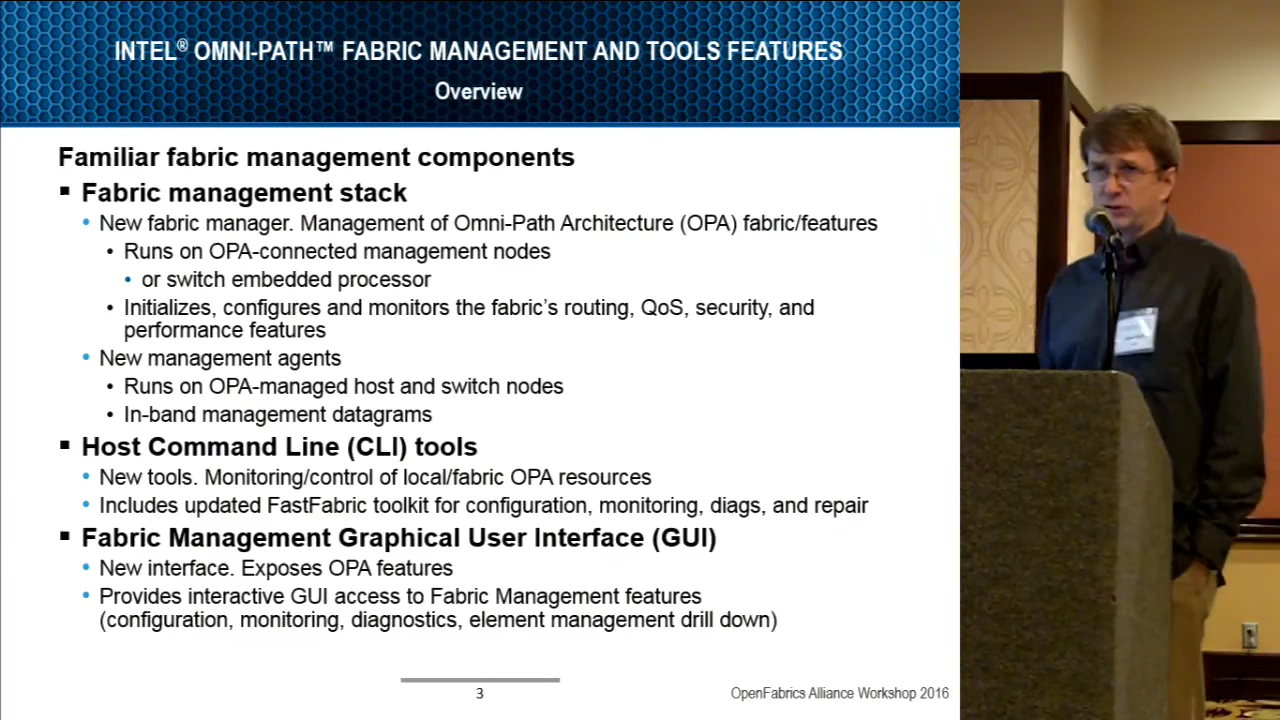 INTEL® OMNI-PATH™ FABRIC MANAGEMENT AND TOOLS FEATURES
Overview
Familiar fabric management components
▪ Fabric management stack
• New fabric manager. Management of Omni-Path Architecture (OPA) fabric/features
• Runs on OPA-connected management nodes
• or switch embedded processor
• Initializes, configures and monitors the fabric's routing, QoS, security, and
performance features
• New management agents
• Runs on OPA-managed host and switch nodes
• In-band management datagrams
▪ Host Command Line (CLI) tools
• New tools. Monitoring/control of local/fabric OPA resources
• Includes updated FastFabric toolkit for configuration, monitoring, diags, and repair
▪ Fabric Management Graphical User Interface (GUI)
• New interface. Exposes OPA features
• Provides interactive GUI access to Fabric Management features
(configuration, monitoring, diagnostics, element management drill down)
3
OpenFabrics Alliance Workshop 2016